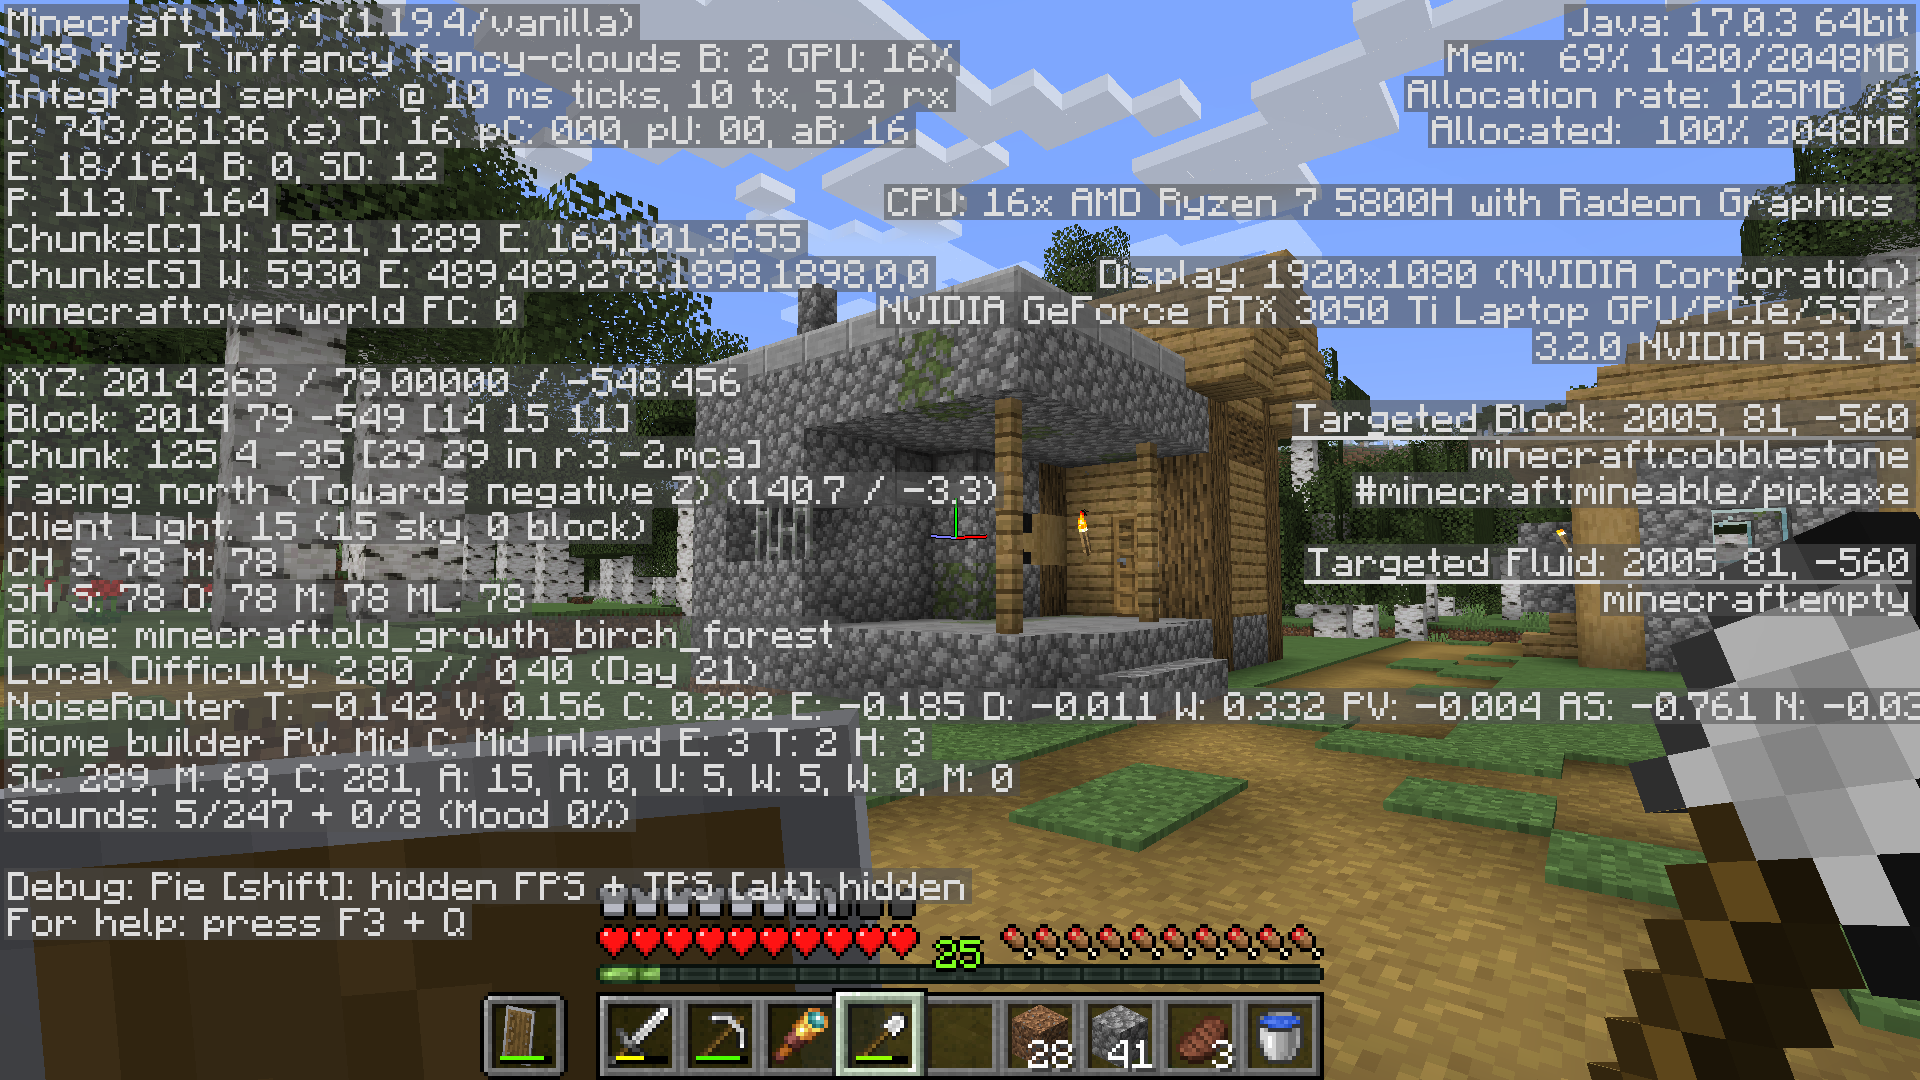 Minecraft 1.19.4 (1.19.4/vanilla)
148 fps T: inffancy fancy-clouds B: 2 GPU: 16%
Integrated server @ 10 ms ticks, 10 tx, 512 rx
C: 743/26136 (s) D: 16, pC: 000, pU: 00, aB: 16
E: 18/164, B: 0, SD: 12
P: 113. T: 164
Chunks[C] W: 1521, 1289 E: 164,101,3655
Chunks[S] W: 5930 E: 489,489,278,1898,1898,0,0
minecraft:overworld FC: 0
XYZ: 2014.268 / 79.00000 / -548.456
Block: 2014 79 -549 [14 15 11]
Chunk: 125 4 -35 [29 29 in r.3.-2.mca]
Facing: north (Towards negative Z) (140.7 / -3.3)
Client Light: 15 (15 sky, 0 block)
CH S: 78 M: 78
SH S: 78 O: 78 M: 78 ML: 78
Biome: minecraft:old_growth_birch_forest
Local Difficulty: 2.80 // 0.40 (Day 21)
NoiseRouter T: -0.142 V: 0.156 C: 0.292 E: -0.185 D: -0.011 W: 0.332 PV: -0.004 AS: -0.761 N: -0.03
Biome builder PV: Mid C: Mid inland E: 3 T: 2 H: 3
SC: 289, M: 69, C: 281, A: 15, A: 0, U: 5, W: 5, W: 0, M: 0
Sounds: 5/247 + 0/8 (Mood 0%)
Debug: Pie [shift]: hidden FPS + TPS [alt]: hidden
For help: press F3 + Q
Java: 17.0.3 64bit
Mem: 69% 1420/2048MB
Allocation rate: 125MB /s
Allocated: 100% 2048MB
CPU: 16x AMD Ryzen 7 5800H with Radeon Graphics
Display: 1920x1080 (NVIDIA Corporation)
NVIDIA GeForce RTX 3050 Ti Laptop GPU/PCIe/SSE2
3.2.0 NVIDIA 531.41
Targeted Block: 2005, 81, -560
minecraft:cobblestone
#minecraft:mineable/pickaxe
Targeted Fluid: 2005, 81, -560
minecraft:empty
25
28
41
3